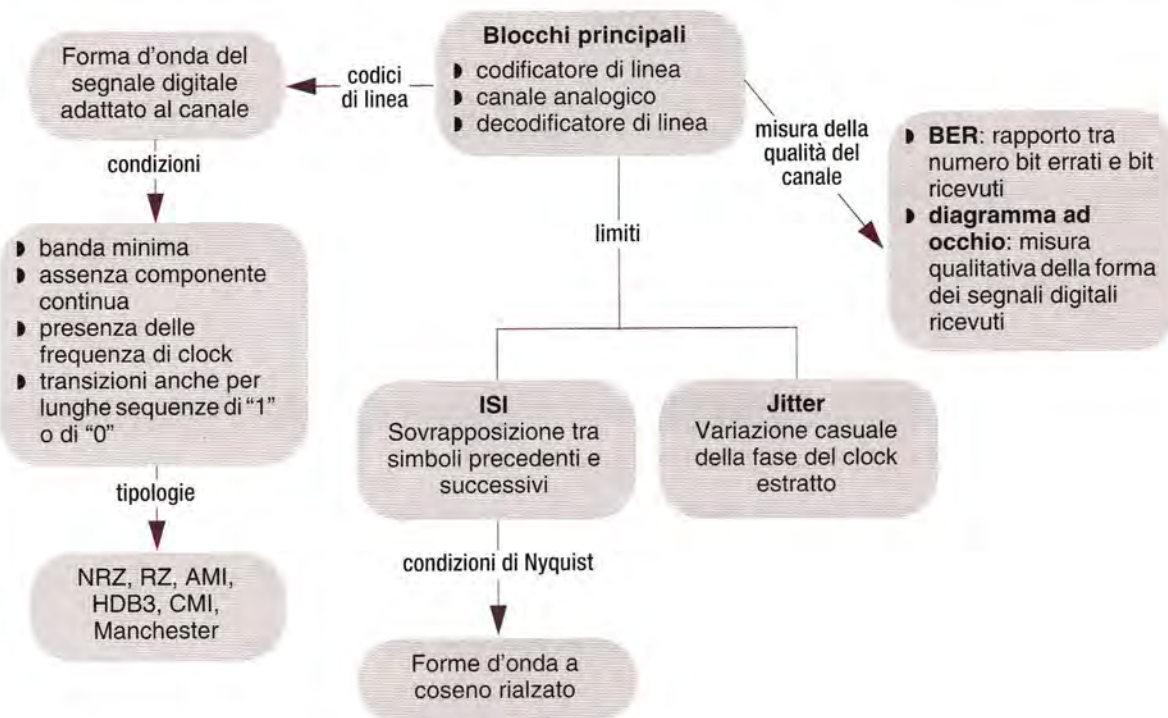 Blocchi principali
codificatore di linea
canale analogico
decodificatore di linea
codici
di linea
Forma d'onda del
segnale digitale
adattato al canale
condizioni
banda minima
assenza componente
continua
presenza delle
frequenza di clock
transizioni anche per
lunghe sequenze di “1”
o di “0”
tipologie
NRZ, RZ, AMI,
HDB3, CMI,
Manchester
misura della
qualità del
canale
BER: rapporto tra
numero bit errati e bit
ricevuti
diagramma ad
occhio: misura
qualitativa della forma
dei segnali digitali
ricevuti
limiti
ISI
Sovrapposizione tra
simboli precedenti e
successivi
condizioni di Nyquist
Forme d'onda a
coseno rialzato
Jitter
Variazione casuale
della fase del clock
estratto